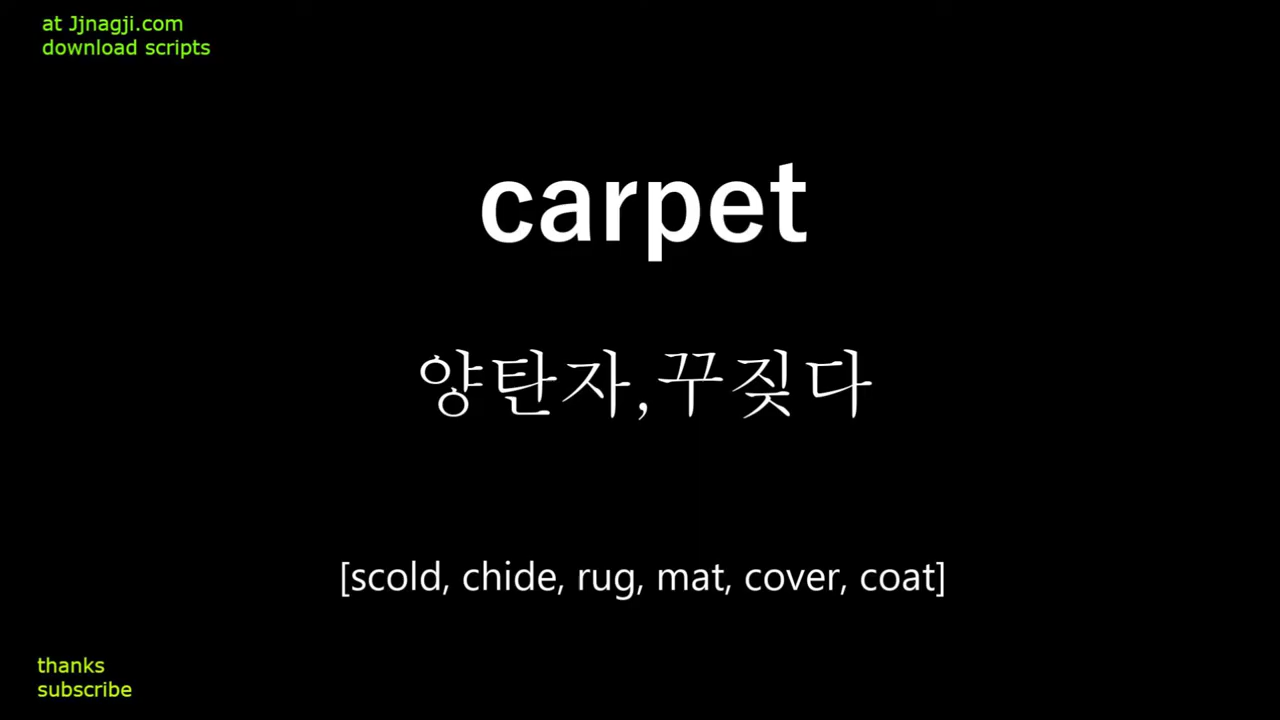 at Jjnagji.com
download scripts
carpet
양탄자,꾸짖다
[scold, chide, rug, mat, cover, coat]
thanks
subscribe